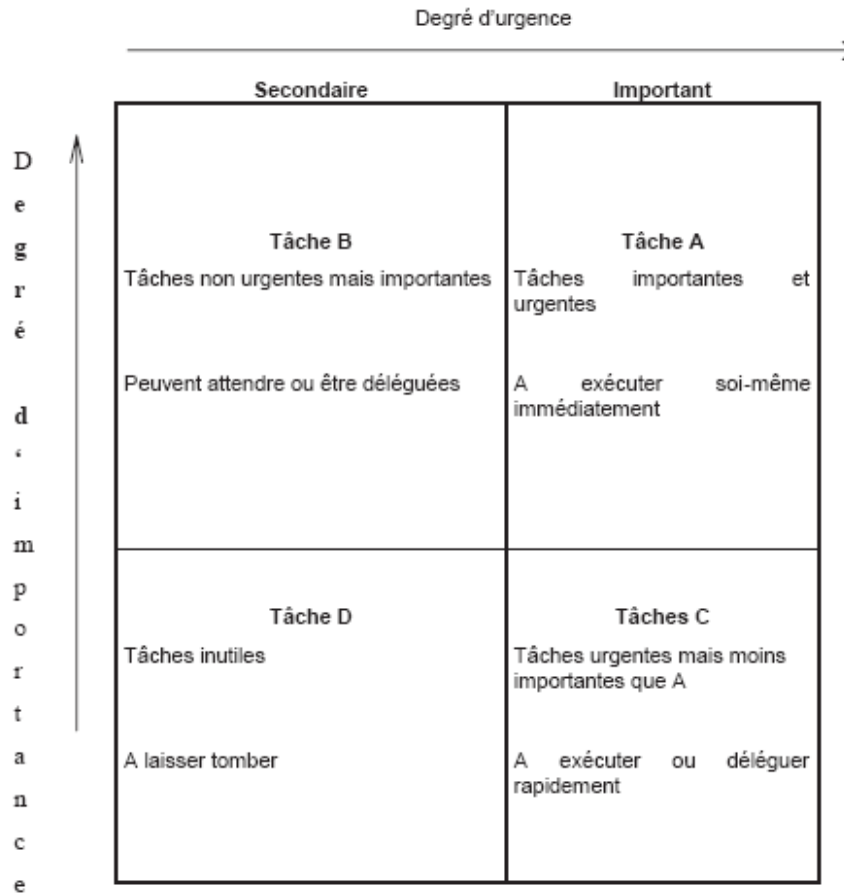 Degré d'urgence
Secondaire
Important
Degré d‘importance
Tâche B
Tâches non urgentes mais importantes
Peuvent attendre ou être déléguées
Tâche A
Tâches importantes et
urgentes
A exécuter soi-même
immédiatement
Tâche D
Tâches inutiles
A laisser tomber
Tâches C
Tâches urgentes mais moins
importantes que A
A exécuter ou déléguer
rapidement